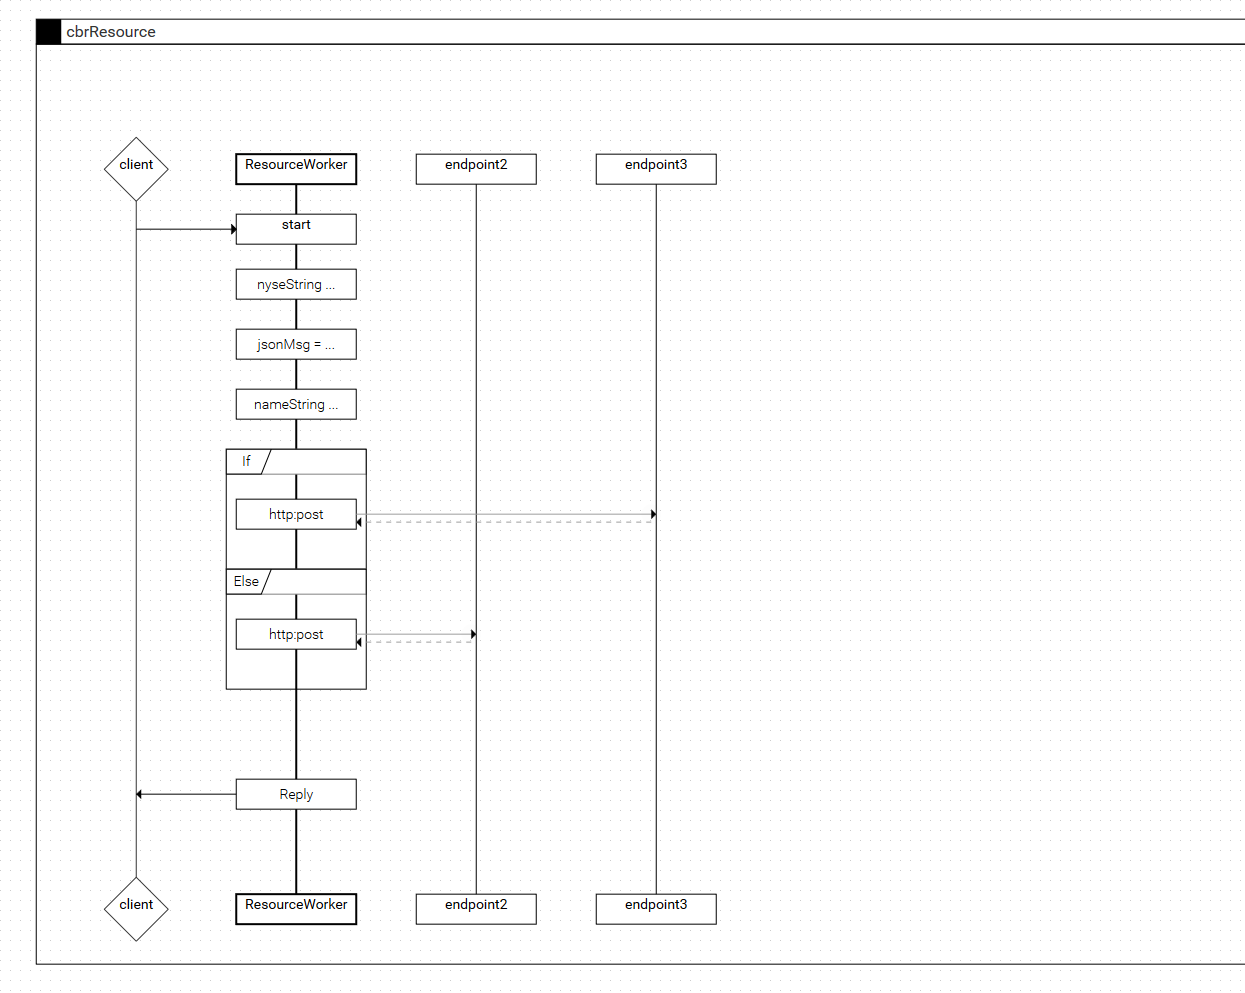 cbrResource
client
ResourceWorker
endpoint2
endpoint3
start
nyseString ...
jsonMsg = ...
nameString ...
If
http:post
Else
http:post
Reply
client
ResourceWorker
endpoint2
endpoint3